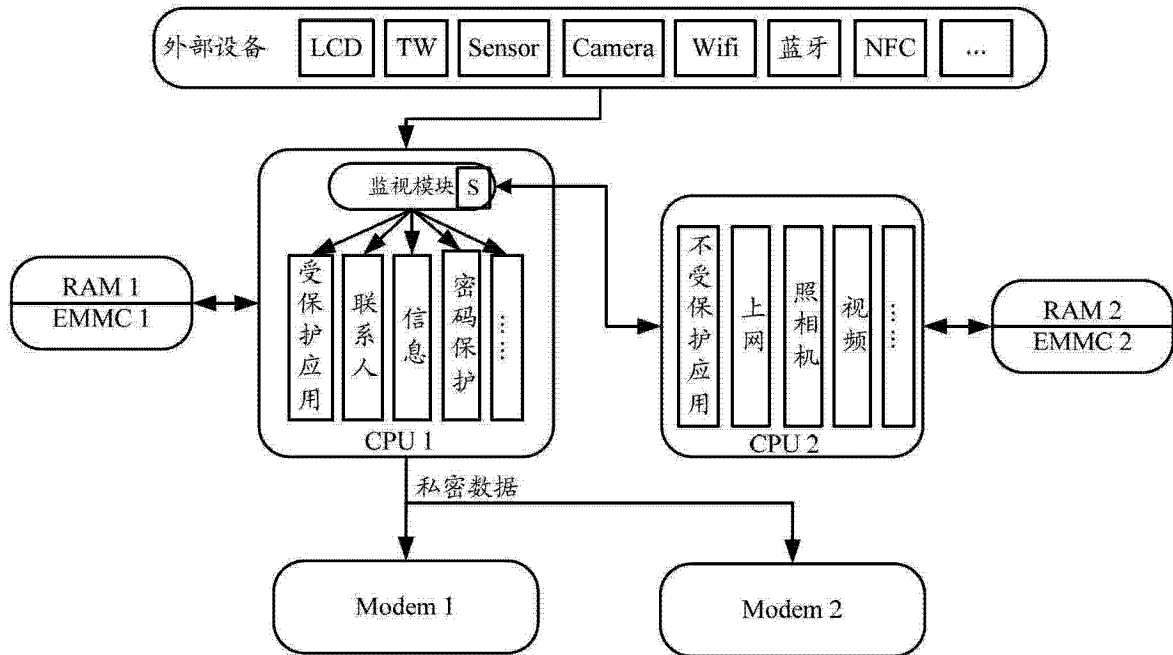 外部设备 LCD TW Sensor Camera Wifi 蓝牙 NFC ...
监视模块 S
受保护应用
联系人
信息
密码保护
……
CPU 1
RAM 1
EMMC 1
不受保护应用
上网
照相机
视频
……
CPU 2
RAM 2
EMMC 2
私密数据
Modem 1
Modem 2